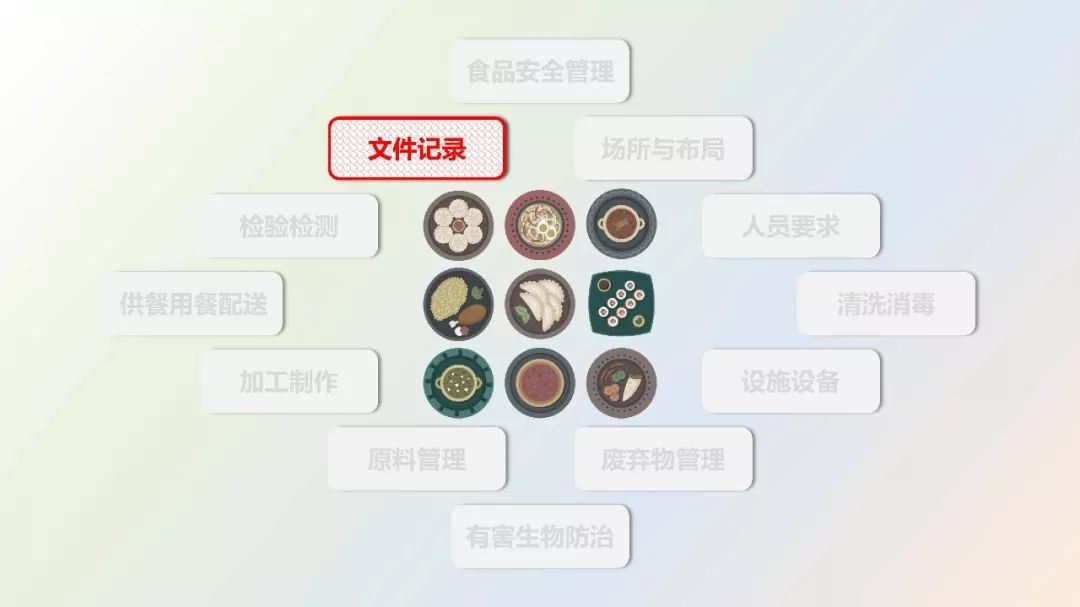 食品安全管理
文件记录
场所与布局
检验检测
人员要求
供餐用餐配送
清洗消毒
加工制作
设施设备
原料管理
废弃物管理
有害生物防治